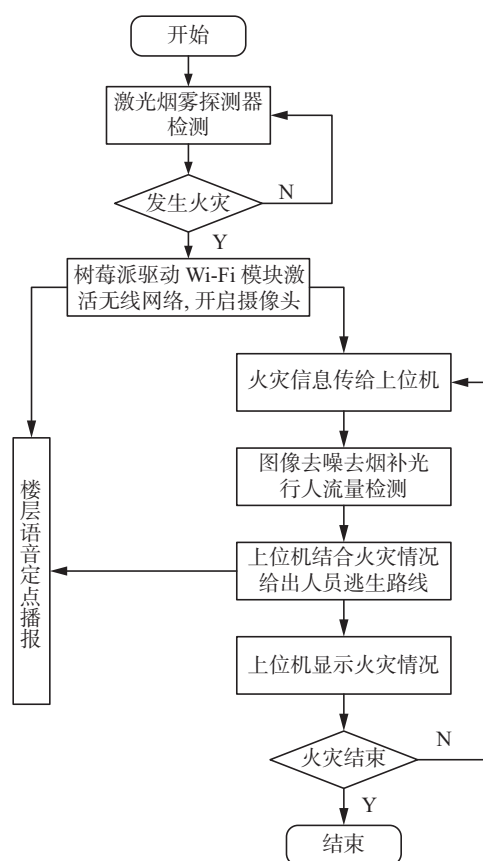 开始
激光烟雾探测器
检测
发生火灾
N
Y
树莓派驱动 Wi-Fi 模块激
活无线网络, 开启摄像头
火灾信息传给上位机
图像去噪去烟补光
行人流量检测
楼层语音定点播报
上位机结合火灾情况
给出人员逃生路线
上位机显示火灾情况
火灾结束
N
Y
结束